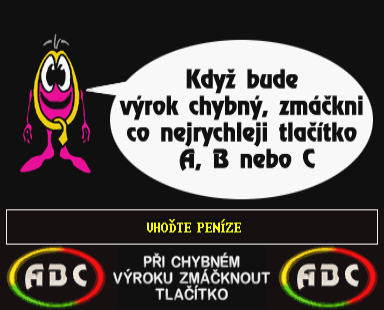 Když bude
výrok chybný, zmáčkni
co nejrychleji tlačítko
A, B nebo C
VHOĎTE PENÍZE
ABC
PŘI CHYBNÉM
VÝROKU ZMÁČKNOUT
TLAČÍTKO
ABC